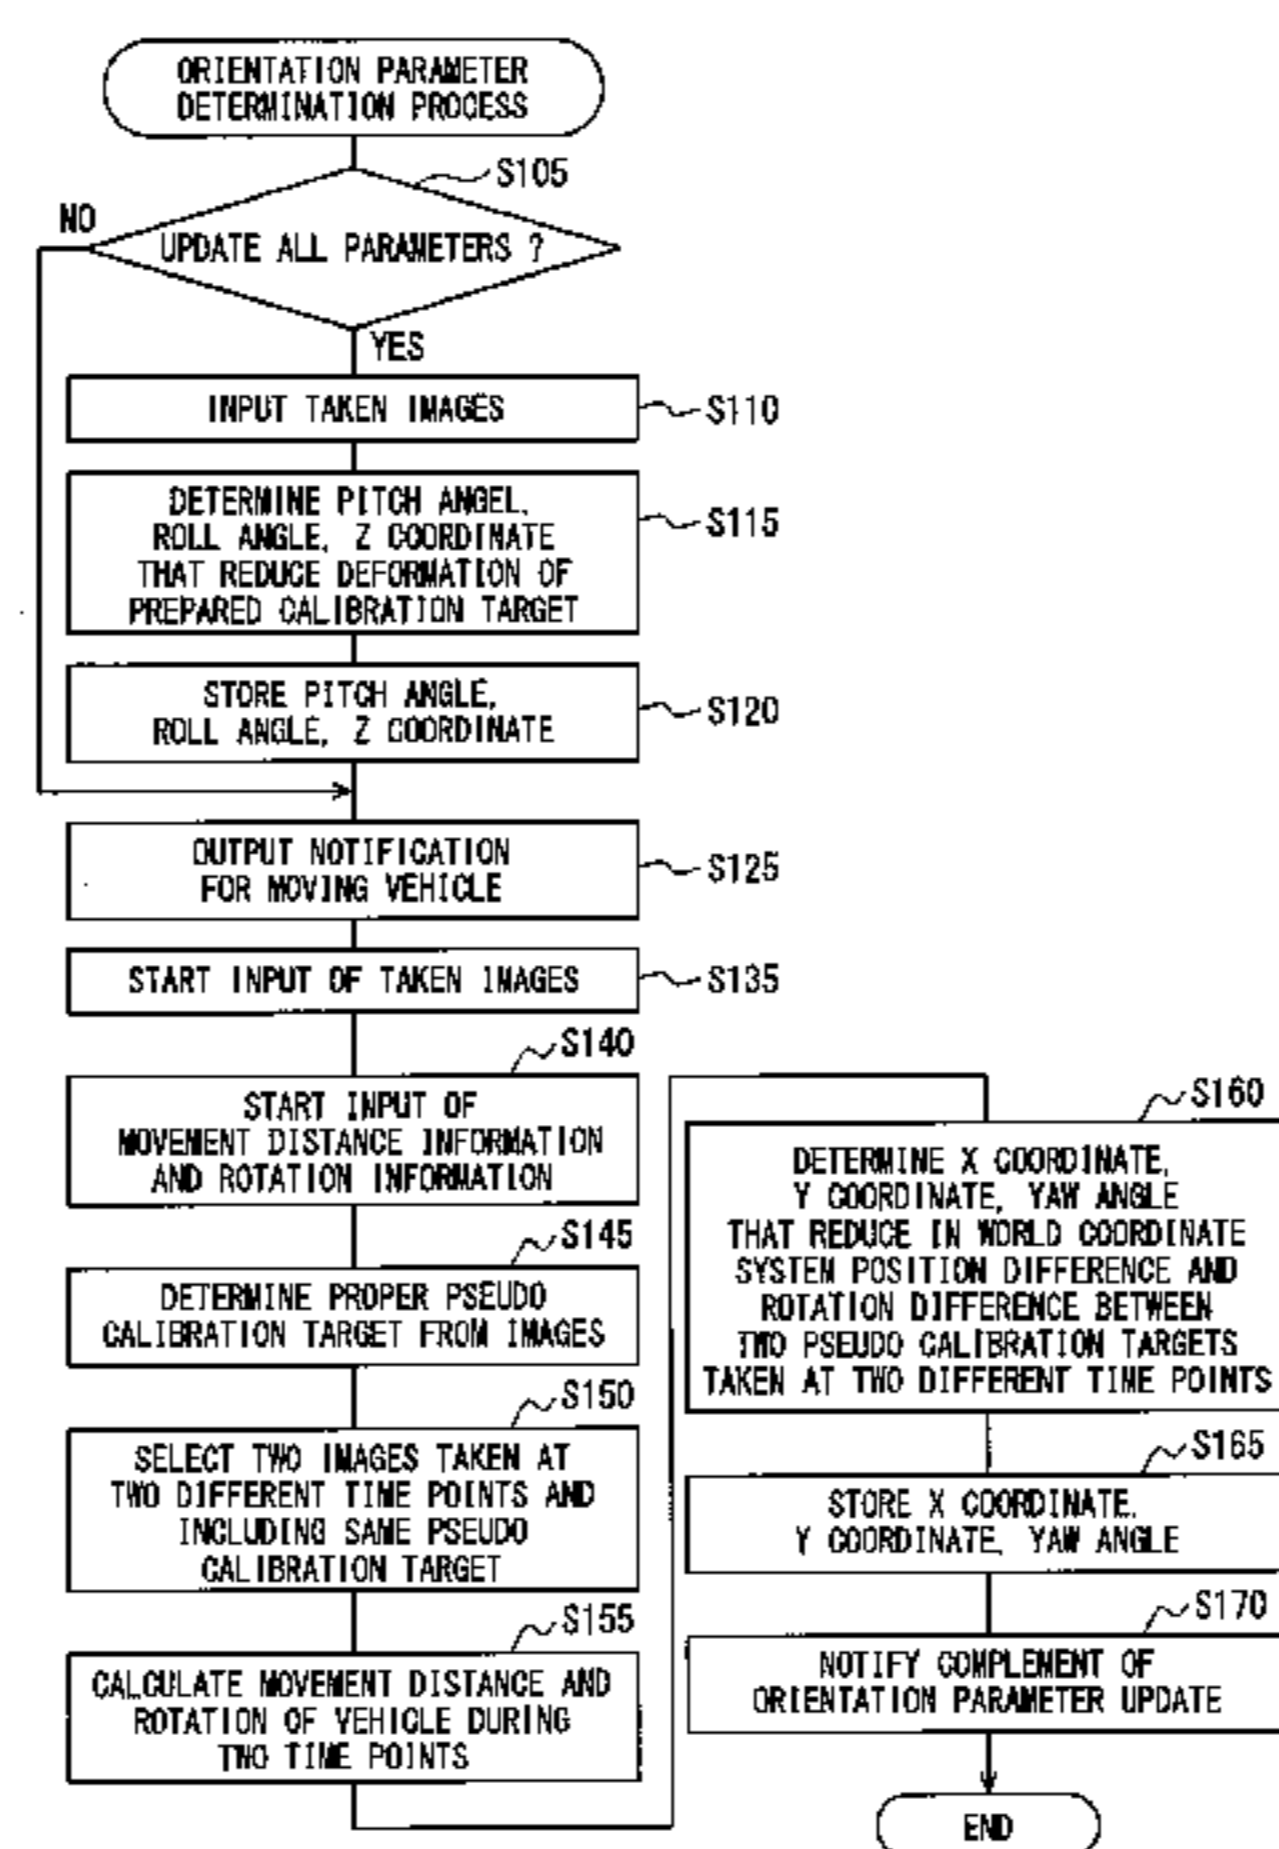 ORIENTATION PARAMETER
DETERMINATION PROCESS
S105
NO
UPDATE ALL PARAMETERS ?
YES
INPUT TAKEN IMAGES
S110
DETERMINE PITCH ANGEL,
ROLL ANGLE, Z COORDINATE
THAT REDUCE DEFORMATION OF
PREPARED CALIBRATION TARGET
S115
STORE PITCH ANGLE,
ROLL ANGLE, Z COORDINATE
S120
OUTPUT NOTIFICATION
FOR MOVING VEHICLE
S125
START INPUT OF TAKEN IMAGES
S135
S140
START INPUT OF
MOVEMENT DISTANCE INFORMATION
AND ROTATION INFORMATION
S145
DETERMINE PROPER PSEUDO
CALIBRATION TARGET FROM IMAGES
S150
SELECT TWO IMAGES TAKEN AT
TWO DIFFERENT TIME POINTS AND
INCLUDING SAME PSEUDO
CALIBRATION TARGET
S155
CALCULATE MOVEMENT DISTANCE AND
ROTATION OF VEHICLE DURING
TWO TIME POINTS
S160
DETERMINE X COORDINATE,
Y COORDINATE, YAW ANGLE
THAT REDUCE IN WORLD COORDINATE
SYSTEM POSITION DIFFERENCE AND
ROTATION DIFFERENCE BETWEEN
TWO PSEUDO CALIBRATION TARGETS
TAKEN AT TWO DIFFERENT TIME POINTS
S165
STORE X COORDINATE,
Y COORDINATE, YAW ANGLE
S170
NOTIFY COMPLEMENT OF
ORIENTATION PARAMETER UPDATE
END